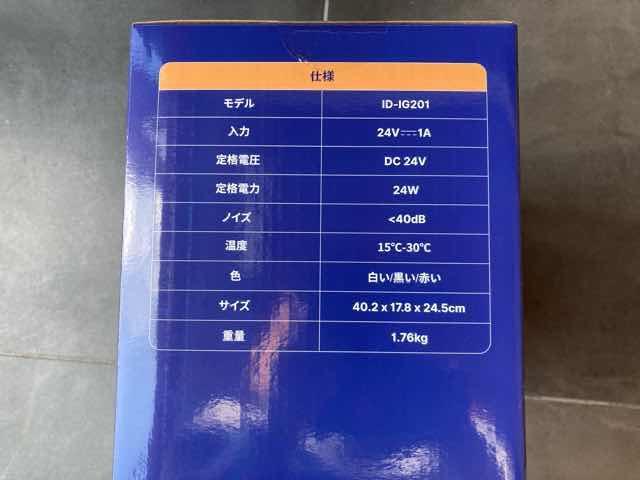 仕様
モデル ID-IG201
入力 24V⎓1A
定格電圧 DC 24V
定格電力 24W
ノイズ <40dB
温度 15℃-30℃
色 白い/黒い/赤い
サイズ 40.2 x 17.8 x 24.5cm
重量 1.76kg